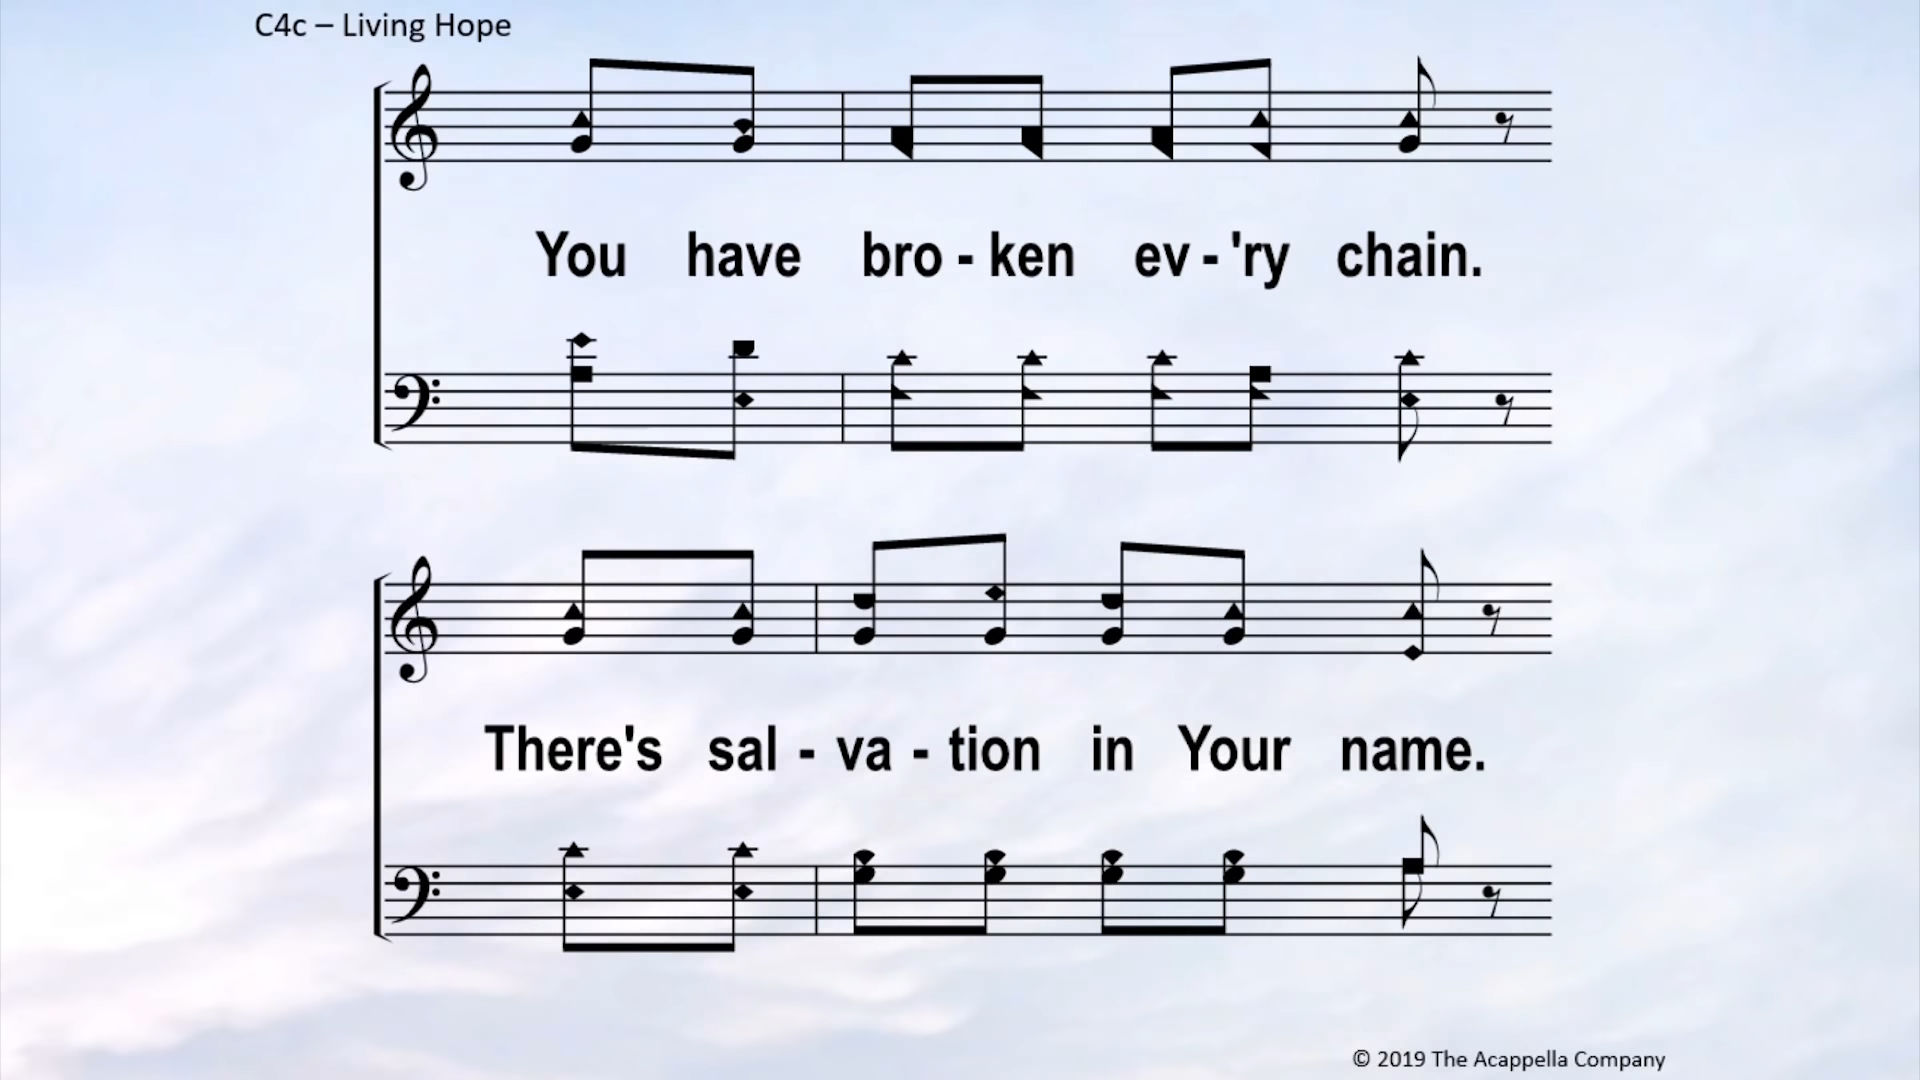 C4c – Living Hope
You have bro - ken ev - 'ry chain.
There's sal - va - tion in Your name.
© 2019 The Acappella Company